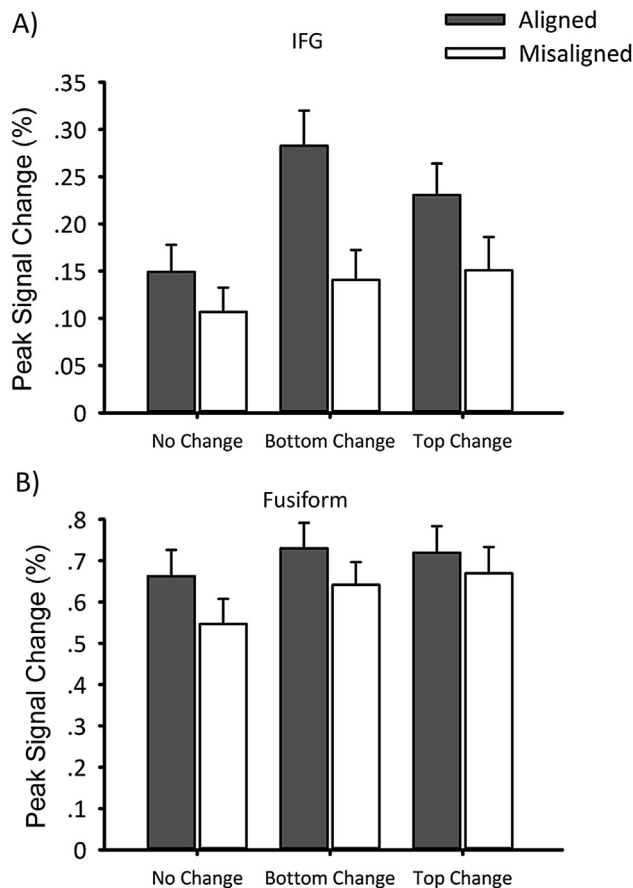 A)
IFG
Aligned
Misaligned
Peak Signal Change (%)
.35
.30
.25
.20
.15
.10
.05
0
No Change Bottom Change Top Change
B)
Fusiform
Peak Signal Change (%)
.8
.7
.6
.5
.4
.3
.2
.1
0
No Change Bottom Change Top Change